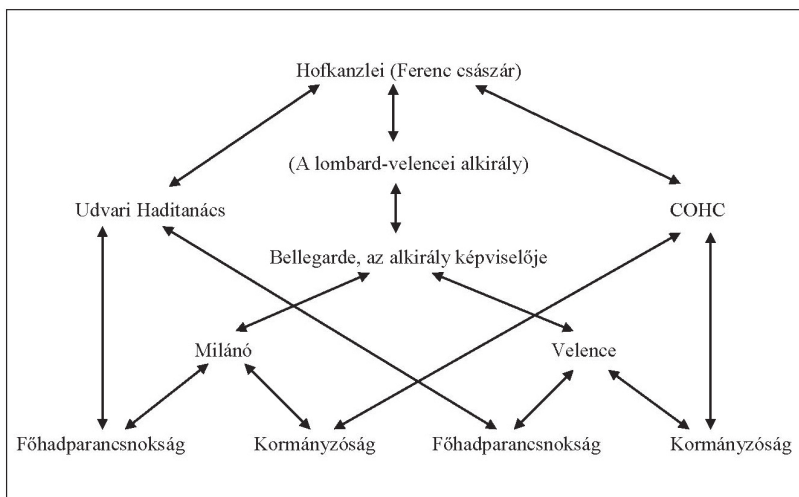 Hofkanzlei (Ferenc császár)
(A lombard-velencei alkirály)
Udvari Haditanács
COHC
Bellegarde, az alkirály képviselője
Milánó
Velence
Főhadparancsnokság
Kormányzóság
Főhadparancsnokság
Kormányzóság